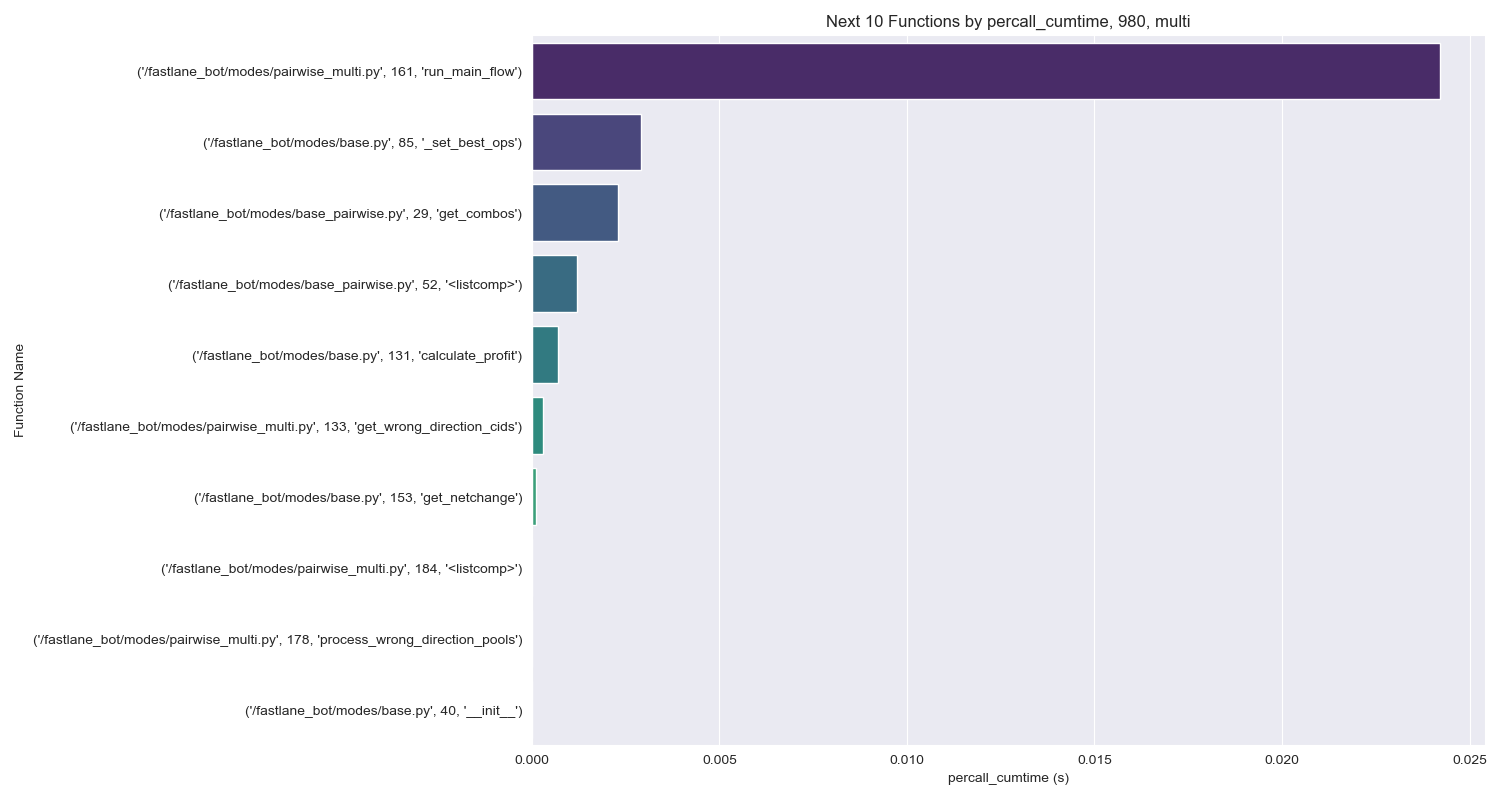 Next 10 Functions by percall_cumtime, 980, multi
Function Name
('/fastlane_bot/modes/pairwise_multi.py', 161, 'run_main_flow')
('/fastlane_bot/modes/base.py', 85, '_set_best_ops')
('/fastlane_bot/modes/base_pairwise.py', 29, 'get_combos')
('/fastlane_bot/modes/base_pairwise.py', 52, '<listcomp>')
('/fastlane_bot/modes/base.py', 131, 'calculate_profit')
('/fastlane_bot/modes/pairwise_multi.py', 133, 'get_wrong_direction_cids')
('/fastlane_bot/modes/base.py', 153, 'get_netchange')
('/fastlane_bot/modes/pairwise_multi.py', 184, '<listcomp>')
('/fastlane_bot/modes/pairwise_multi.py', 178, 'process_wrong_direction_pools')
('/fastlane_bot/modes/base.py', 40, '__init__')
0.000 0.005 0.010 0.015 0.020 0.025
percall_cumtime (s)